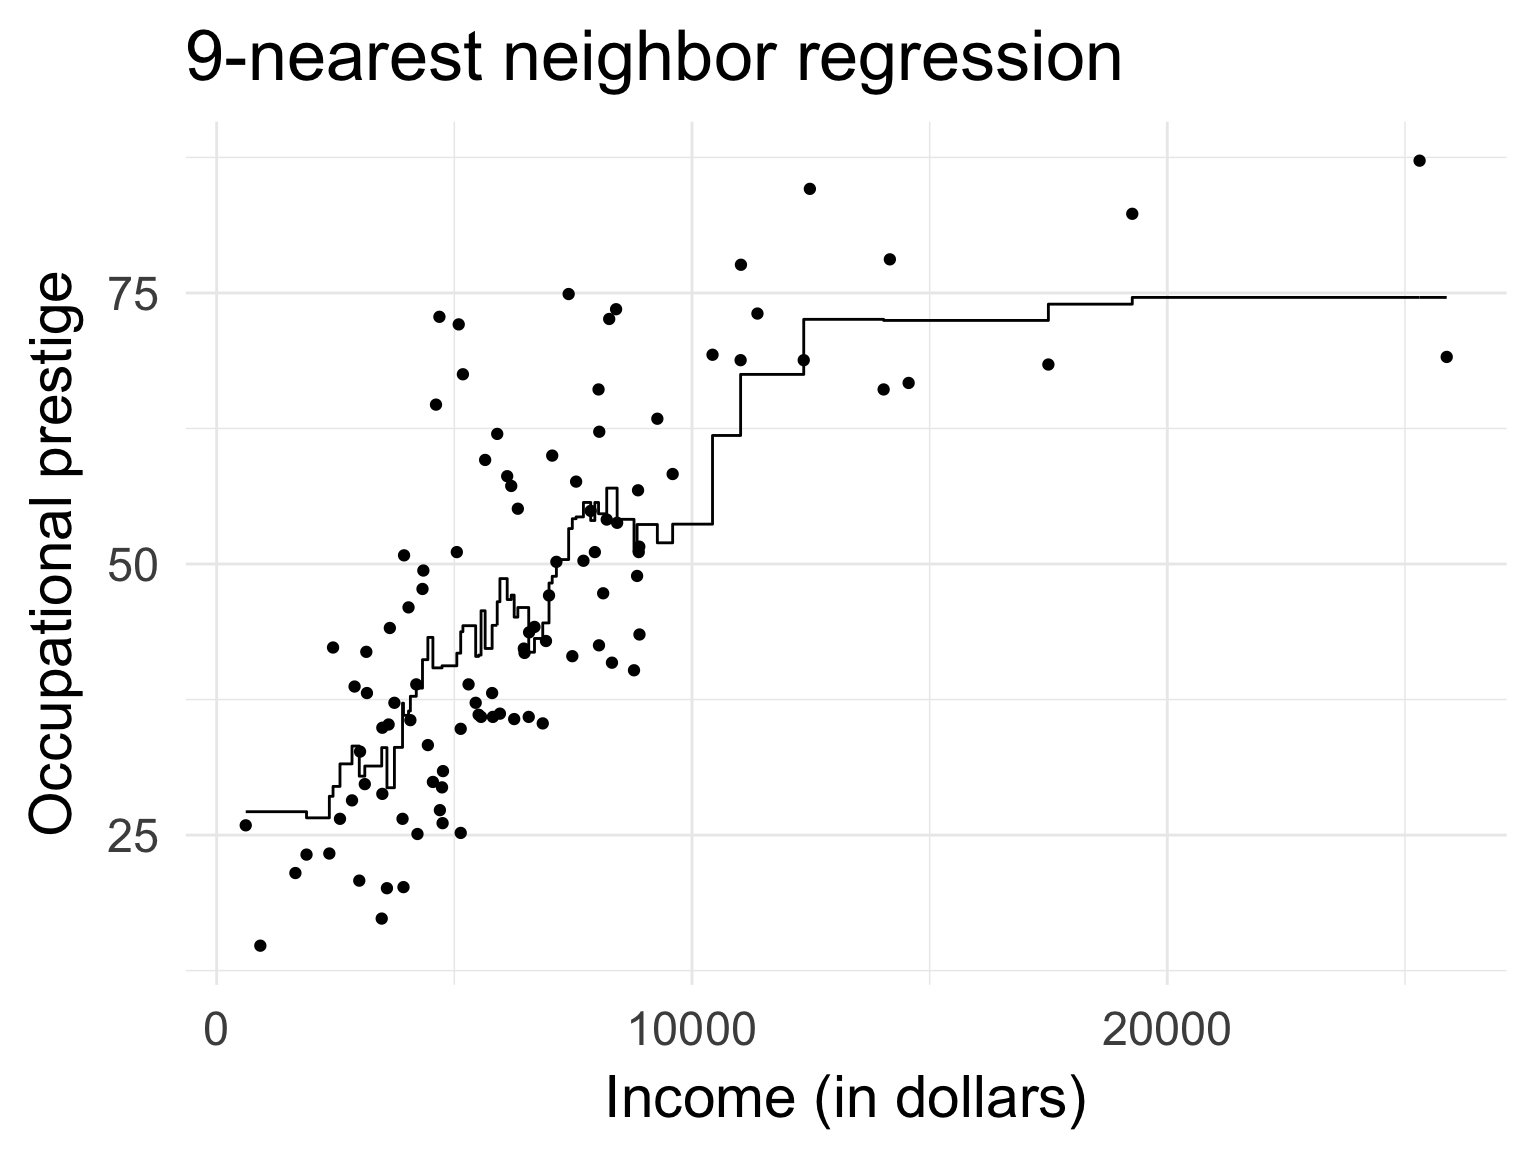 9-nearest neighbor regression
Occupational prestige
75
50
25
0
10000
20000
Income (in dollars)